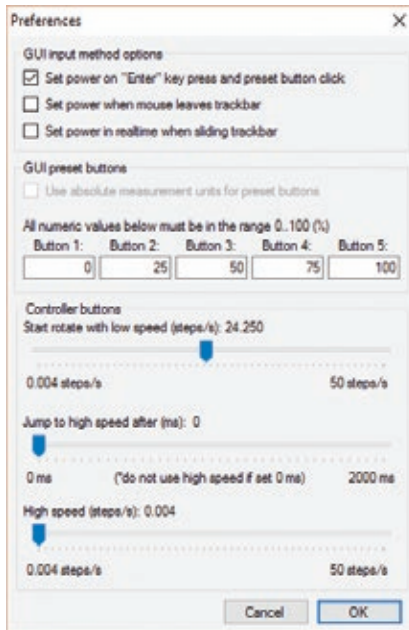 Preferences
GUI input method options
Set power on "Enter" key press and preset button click
Set power when mouse leaves trackbar
Set power in realtime when sliding trackbar
GUI preset buttons
Use absolute measurement units for preset buttons
All numeric values below must be in the range 0..100 (%)
Button 1: Button 2: Button 3: Button 4: Button 5:
0 25 50 75 100
Controller buttons
Start rotate with low speed (steps/s): 24.250
0.004 steps/s 50 steps/s
Jump to high speed after (ms): 0
0 ms (*do not use high speed if set 0 ms) 2000 ms
High speed (steps/s): 0.004
0.004 steps/s 50 steps/s
Cancel OK